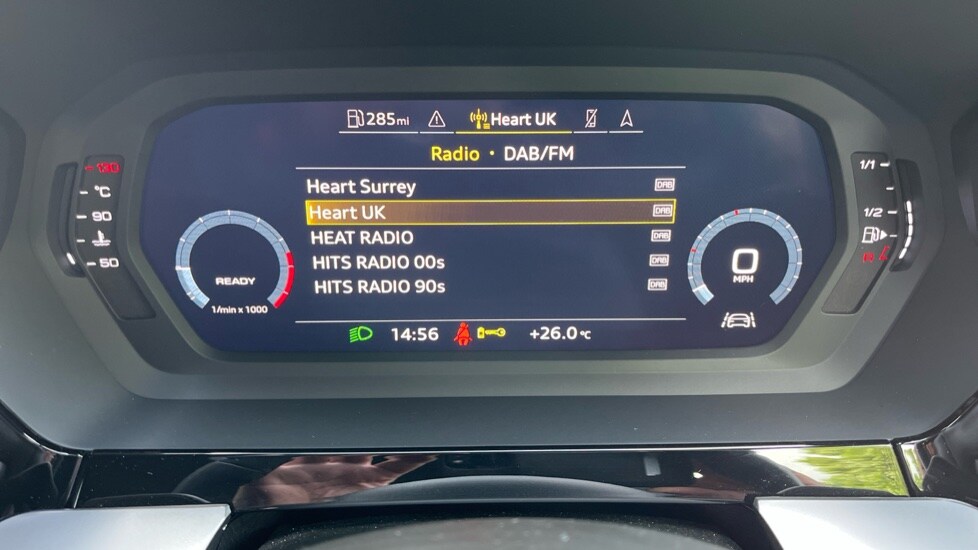 285mi Heart UK
Radio • DAB/FM
Heart Surrey DAB
Heart UK DAB
HEAT RADIO DAB
HITS RADIO 00s DAB
HITS RADIO 90s DAB
14:56 +26.0°C
130
°C
90
50
READY
1/min x 1000
0
MPH
1/1
1/2